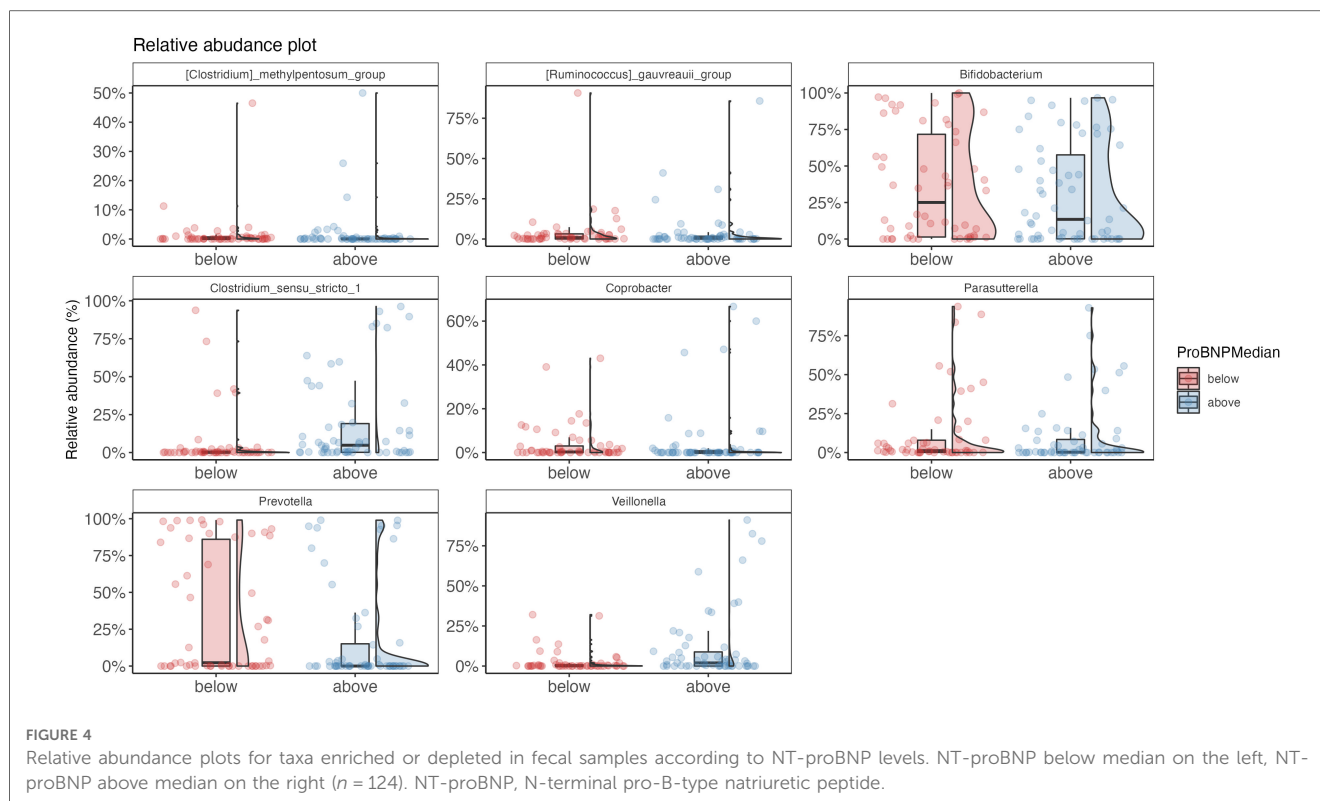 Relative abudance plot
[Clostridium]_methylpentosum_group
[Ruminococcus]_gauvreauii_group
Bifidobacterium
50%
40%
30%
20%
10%
0%
below
above
75%
50%
25%
0%
below
above
100%
75%
50%
25%
0%
below
above
Relative abundance (%)
Clostridium_sensu_stricto_1
Coprobacter
Parasutterella
100%
75%
50%
25%
0%
below
above
60%
40%
20%
0%
below
above
75%
50%
25%
0%
below
above
ProBNPMedian
below
above
Prevotella
Veillonella
100%
75%
50%
25%
0%
below
above
75%
50%
25%
0%
below
above
FIGURE 4
Relative abundance plots for taxa enriched or depleted in fecal samples according to NT-proBNP levels. NT-proBNP below median on the left, NT-
proBNP above median on the right (n = 124). NT-proBNP, N-terminal pro-B-type natriuretic peptide.